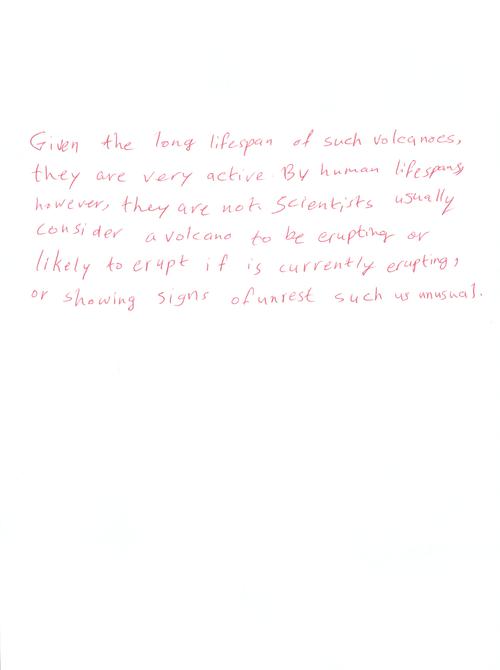 Given the long lifespan of such volcanoes,
they are very active. By human lifespans,
however, they are not. Scientists usually
consider a volcano to be erupting or
likely to erupt if is currently erupting,
or showing signs of unrest such us unusual.